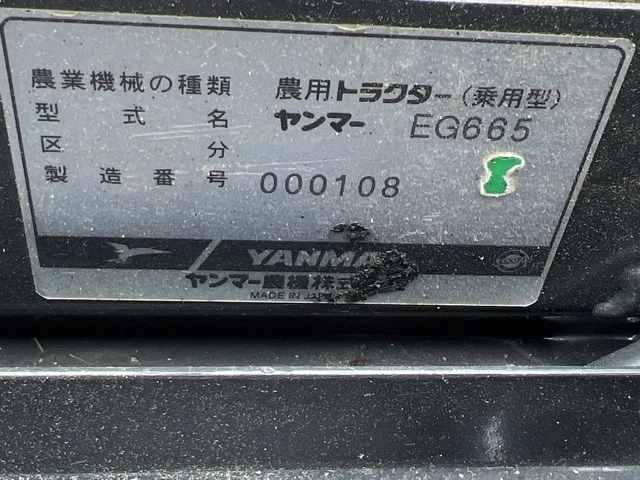 農業機械の種類 農用トラクター(乗用型)
型式名 ヤンマー EG665
区分
製造番号 000108
YANMA
ヤンマー農機株式
MADE IN JAP